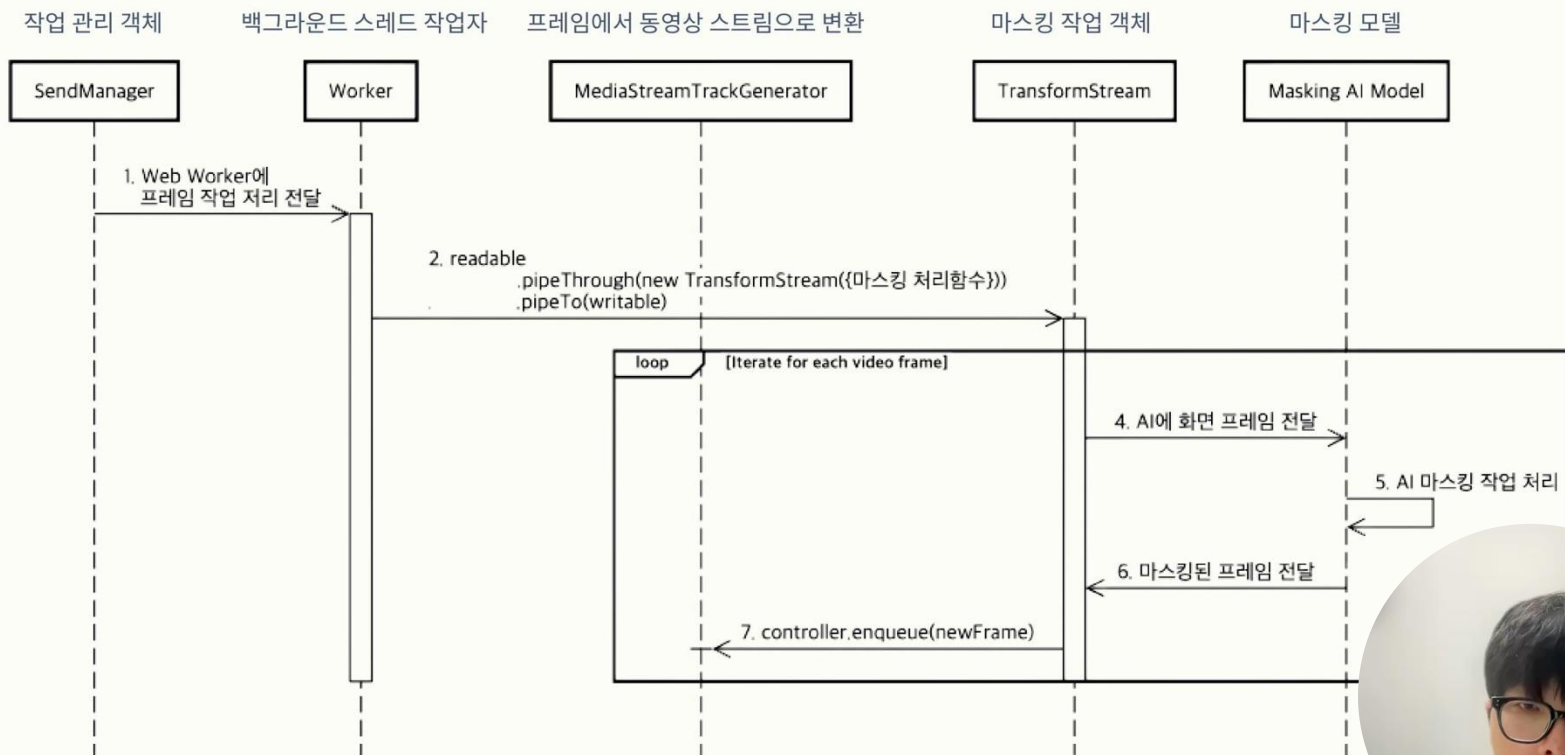 작업 관리 객체
백그라운드 스레드 작업자
프레임에서 동영상 스트림으로 변환
마스킹 작업 객체
마스킹 모델
SendManager
Worker
MediaStreamTrackGenerator
TransformStream
Masking AI Model
1. Web Worker에
프레임 작업 저리 전달
2. readable
.pipeThrough(new TransformStream({마스킹 처리함수}))
.pipeTo(writable)
loop
[Iterate for each video frame]
4. AI에 화면 프레임 전달
5. AI 마스킹 작업 처리
6. 마스킹된 프레임 전달
7. controller.enqueue(newFrame)